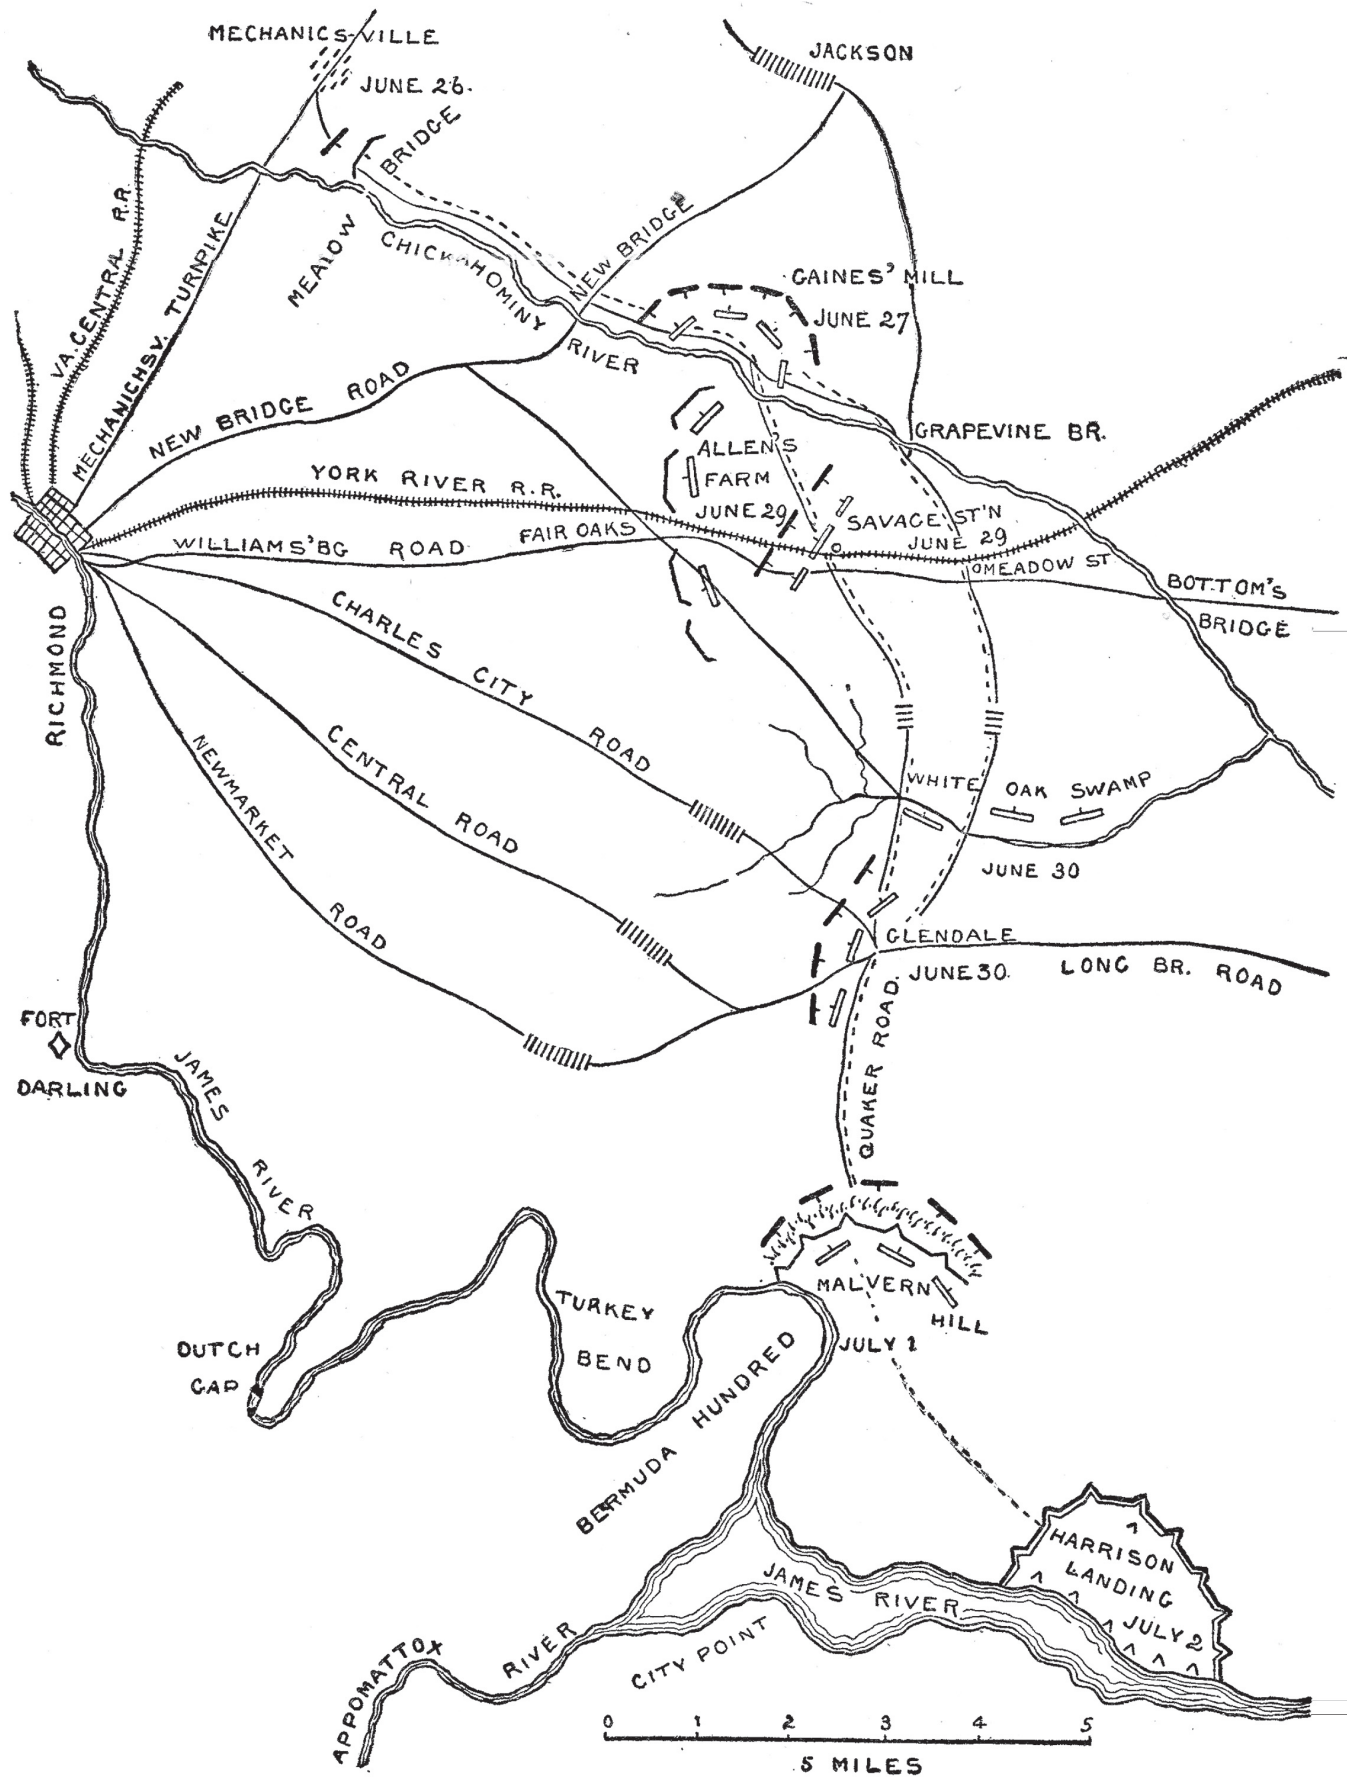 MECHANICS-VILLE
JUNE 26.
JACKSON
BRIDGE
MEADOW
VA. CENTRAL R.R.
MECHANICHSV. TURNPIKE
CHICKAHOMINY
RIVER
NEW BRIDGE
GAINES' MILL
JUNE 27
NEW BRIDGE ROAD
GRAPEVINE BR.
ALLEN'S
FARM
JUNE 29
YORK RIVER R.R.
SAVAGE ST'N
JUNE 29
WILLIAMS'BG ROAD
FAIR OAKS
MEADOW ST
BOTTOM'S
BRIDGE
RICHMOND
CHARLES CITY ROAD
CENTRAL ROAD
NEWMARKET ROAD
WHITE OAK SWAMP
JUNE 30
GLENDALE
JUNE 30.
LONG BR. ROAD
QUAKER ROAD.
FORT
DARLING
JAMES RIVER
MALVERN
HILL
JULY 1
DUTCH
GAP
TURKEY
BEND
BERMUDA HUNDRED
HARRISON
LANDING
JULY 2
JAMES RIVER
CITY POINT
APPOMATTOX RIVER
0 1 2 3 4 5
5 MILES